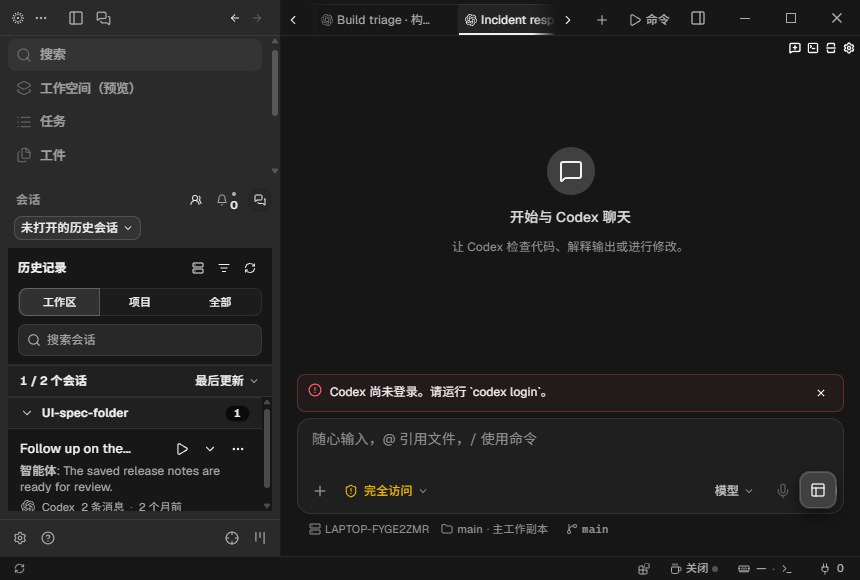 Build triage · 构...
Incident resp
命令
搜索
工作空间（预览）
任务
工件
会话
0
未打开的历史会话
历史记录
工作区
项目
全部
搜索会话
1 / 2 个会话
最后更新
UI-spec-folder
1
Follow up on the...
智能体: The saved release notes are
ready for review.
Codex 2 条消息 · 2 个月前
开始与 Codex 聊天
让 Codex 检查代码、解释输出或进行修改。
Codex 尚未登录。请运行 `codex login`。
随心输入，@ 引用文件，/ 使用命令
完全访问
模型
LAPTOP-FYGE2ZMR
main · 主工作副本
main
关闭
— ·
0